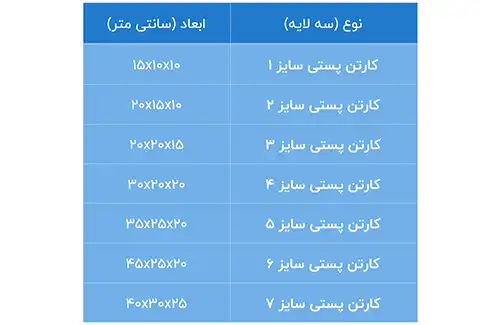 نوع (سه لایه) ابعاد (سانتی متر)
کارتن پستی سایز ۱ ۱۵x۱۰x۱۰
کارتن پستی سایز ۲ ۲۰x۱۵x۱۰
کارتن پستی سایز ۳ ۲۰x۲۰x۱۵
کارتن پستی سایز ۴ ۳۰x۲۰x۲۰
کارتن پستی سایز ۵ ۳۵x۲۵x۲۰
کارتن پستی سایز ۶ ۴۵x۲۵x۲۰
کارتن پستی سایز ۷ ۴۰x۳۰x۲۵